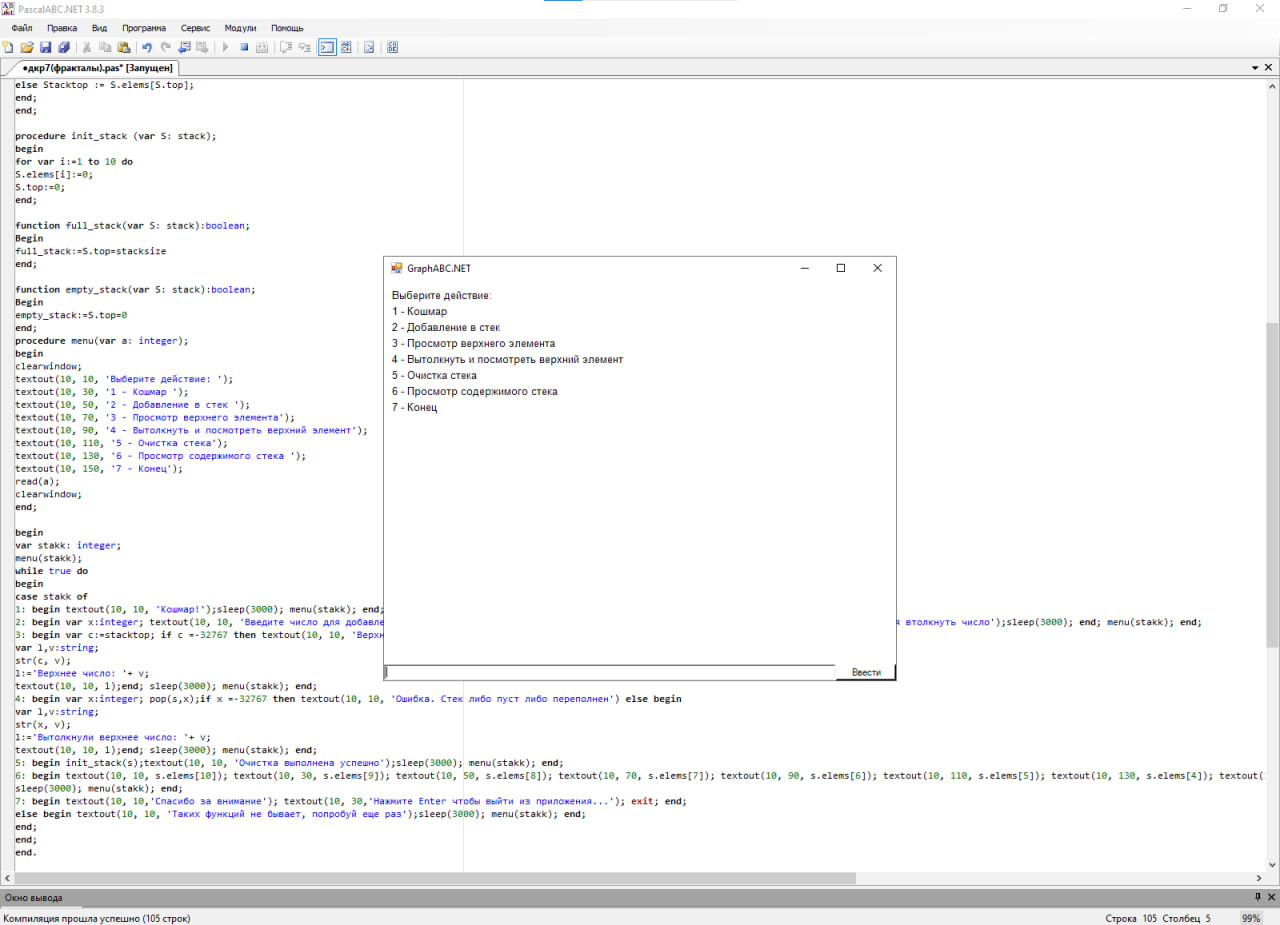 PascalABC.NET 3.8.3
Файл Правка Вид Программа Сервис Модули Помощь
•дкр7(фракталы).pas* [Запущен]
else Stacktop := S.elems[S.top];
end;
end;
procedure init_stack (var S: stack);
begin
for var i:=1 to 10 do
S.elems[i]:=0;
S.top:=0;
end;
function full_stack(var S: stack):boolean;
Begin
full_stack:=S.top=stacksize
end;
function empty_stack(var S: stack):boolean;
Begin
empty_stack:=S.top=0
end;
procedure menu(var a: integer);
begin
clearwindow;
textout(10, 10, 'Выберите действие: ');
textout(10, 30, '1 - Кошмар ');
textout(10, 50, '2 - Добавление в стек ');
textout(10, 70, '3 - Просмотр верхнего элемента');
textout(10, 90, '4 - Вытолкнуть и посмотреть верхний элемент');
textout(10, 110, '5 - Очистка стека');
textout(10, 130, '6 - Просмотр содержимого стека ');
textout(10, 150, '7 - Конец');
read(a);
clearwindow;
end;
begin
var stakk: integer;
menu(stakk);
while true do
begin
case stakk of
1: begin textout(10, 10, 'Кошмар!');sleep(3000); menu(stakk); end;
2: begin var x:integer; textout(10, 10, 'Введите число для добавле я втолкнуть число');sleep(3000); end; menu(stakk); end;
3: begin var c:=stacktop; if c =-32767 then textout(10, 10, 'Верхн
var l,v:string;
str(c, v);
l:='Верхнее число: '+ v;
textout(10, 10, l);end; sleep(3000); menu(stakk); end;
4: begin var x:integer; pop(s,x);if x =-32767 then textout(10, 10, 'Ошибка. Стек либо пуст либо переполнен') else begin
var l,v:string;
str(x, v);
l:='Вытолкнули верхнее число: '+ v;
textout(10, 10, l);end; sleep(3000); menu(stakk); end;
5: begin init_stack(s);textout(10, 10, 'Очистка выполнена успешно');sleep(3000); menu(stakk); end;
6: begin textout(10, 10, s.elems[10]); textout(10, 30, s.elems[9]); textout(10, 50, s.elems[8]); textout(10, 70, s.elems[7]); textout(10, 90, s.elems[6]); textout(10, 110, s.elems[5]); textout(10, 130, s.elems[4]); textout(
sleep(3000); menu(stakk); end;
7: begin textout(10, 10,'Спасибо за внимание'); textout(10, 30,'Нажмите Enter чтобы выйти из приложения...'); exit; end;
else begin textout(10, 10, 'Таких функций не бывает, попробуй еще раз');sleep(3000); menu(stakk); end;
end;
end;
end.
GraphABC.NET
Выберите действие:
1 - Кошмар
2 - Добавление в стек
3 - Просмотр верхнего элемента
4 - Вытолкнуть и посмотреть верхний элемент
5 - Очистка стека
6 - Просмотр содержимого стека
7 - Конец
Ввести
Окно вывода
Компиляция прошла успешно (105 строк)
Строка 105 Столбец 5 99%